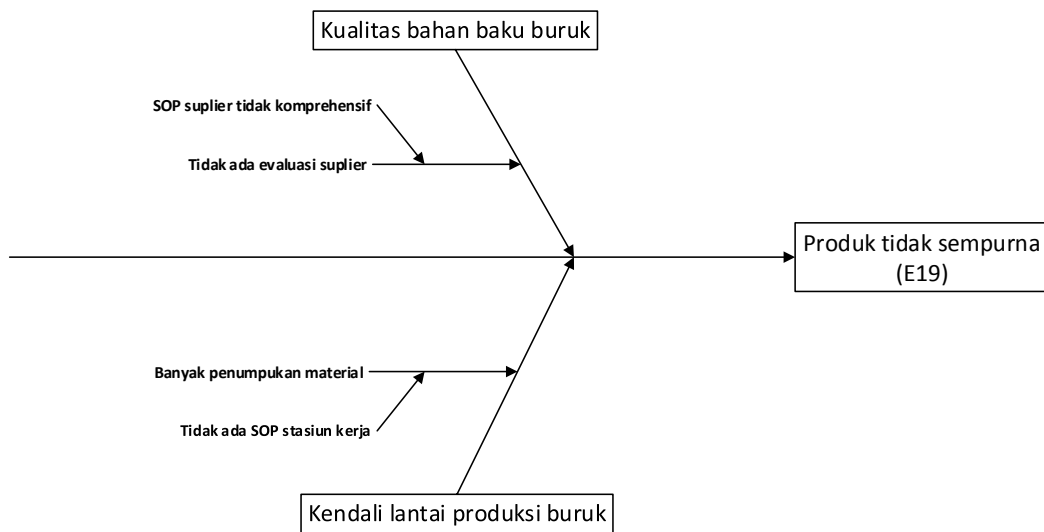 Kualitas bahan baku buruk
SOP suplier tidak komprehensif
Tidak ada evaluasi suplier
Produk tidak sempurna
(E19)
Banyak penumpukan material
Tidak ada SOP stasiun kerja
Kendali lantai produksi buruk